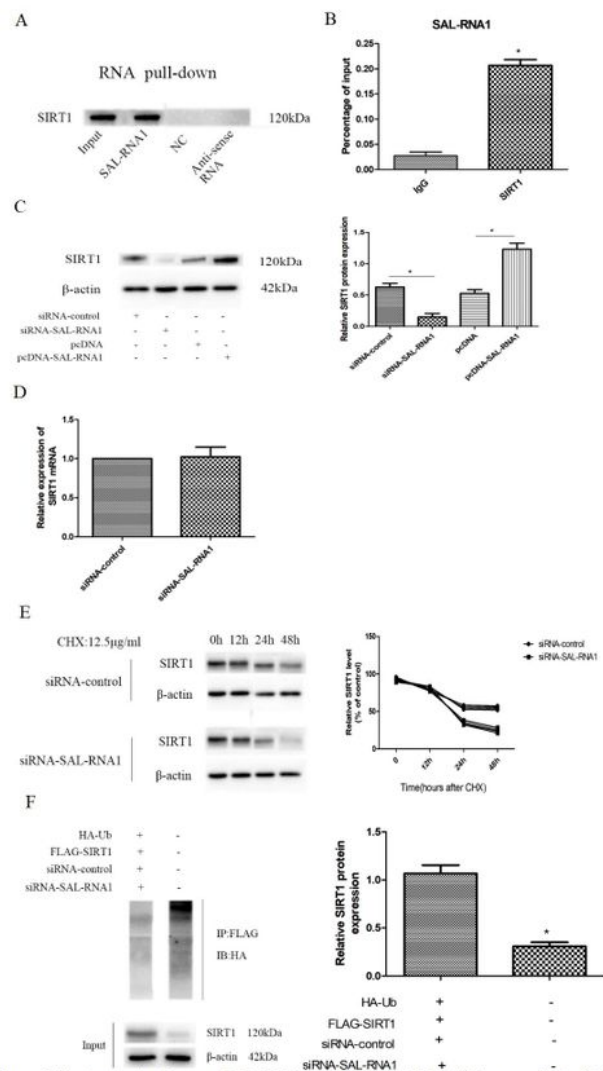 A
RNA pull-down
SIRT1 120kDa
Input SAL-RNA1 NC Anti-sense RNA
B
SAL-RNA1
Percentage of input
0.25
0.20
0.15
0.10
0.05
0.00
*
IgG SIRT1
C
SIRT1 120kDa
β-actin 42kDa
siRNA-control + - - -
siRNA-SAL-RNA1 - + - -
pcDNA - - + -
pcDNA-SAL-RNA1 - - - +
Relative SIRT1 protein expression
1.5
1.0
0.5
0.0
* *
siRNA-control siRNA-SAL-RNA1 pcDNA pcDNA-SAL-RNA1
D
Relative expression of
SIRT1 mRNA
1.5
1.0
0.5
0.0
siRNA-control siRNA-SAL-RNA1
E
CHX:12.5μg/ml 0h 12h 24h 48h
siRNA-control
SIRT1
β-actin
siRNA-SAL-RNA1
SIRT1
β-actin
Relative SIRT1 level
(% of control)
150
100
50
0
0 12h 24h 48h
Time(hours after CHX)
siRNA-control
siRNA-SAL-RNA1
F
HA-Ub + -
FLAG-SIRT1 + -
siRNA-control + -
siRNA-SAL-RNA1 + -
IP:FLAG
IB:HA
Input
SIRT1 120kDa
β-actin 42kDa
Relative SIRT1 protein
expression
1.5
1.0
0.5
0.0
*
HA-Ub + -
FLAG-SIRT1 + -
siRNA-control + -
siRNA-SAL-RNA1 + -